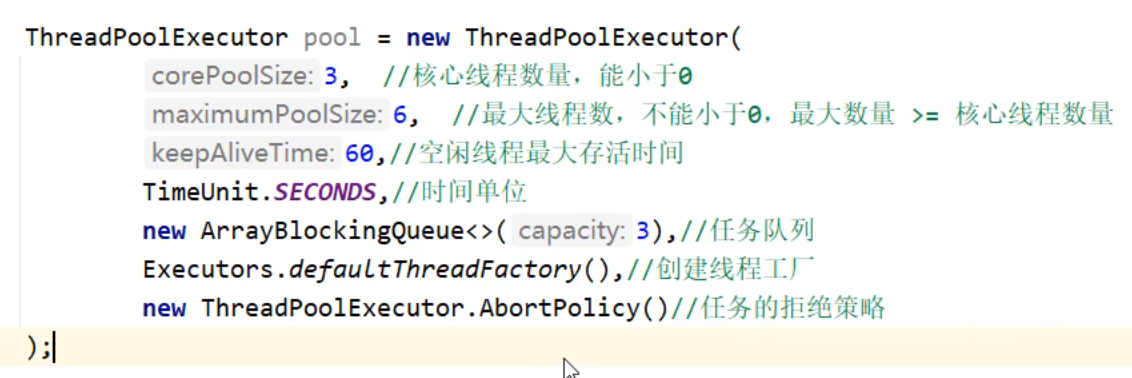 ThreadPoolExecutor pool = new ThreadPoolExecutor(
corePoolSize: 3, //核心线程数量，能小于0
maximumPoolSize: 6, //最大线程数，不能小于0，最大数量 >= 核心线程数量
keepAliveTime: 60,//空闲线程最大存活时间
TimeUnit.SECONDS,//时间单位
new ArrayBlockingQueue<>( capacity: 3),//任务队列
Executors.defaultThreadFactory(),//创建线程工厂
new ThreadPoolExecutor.AbortPolicy()//任务的拒绝策略
);